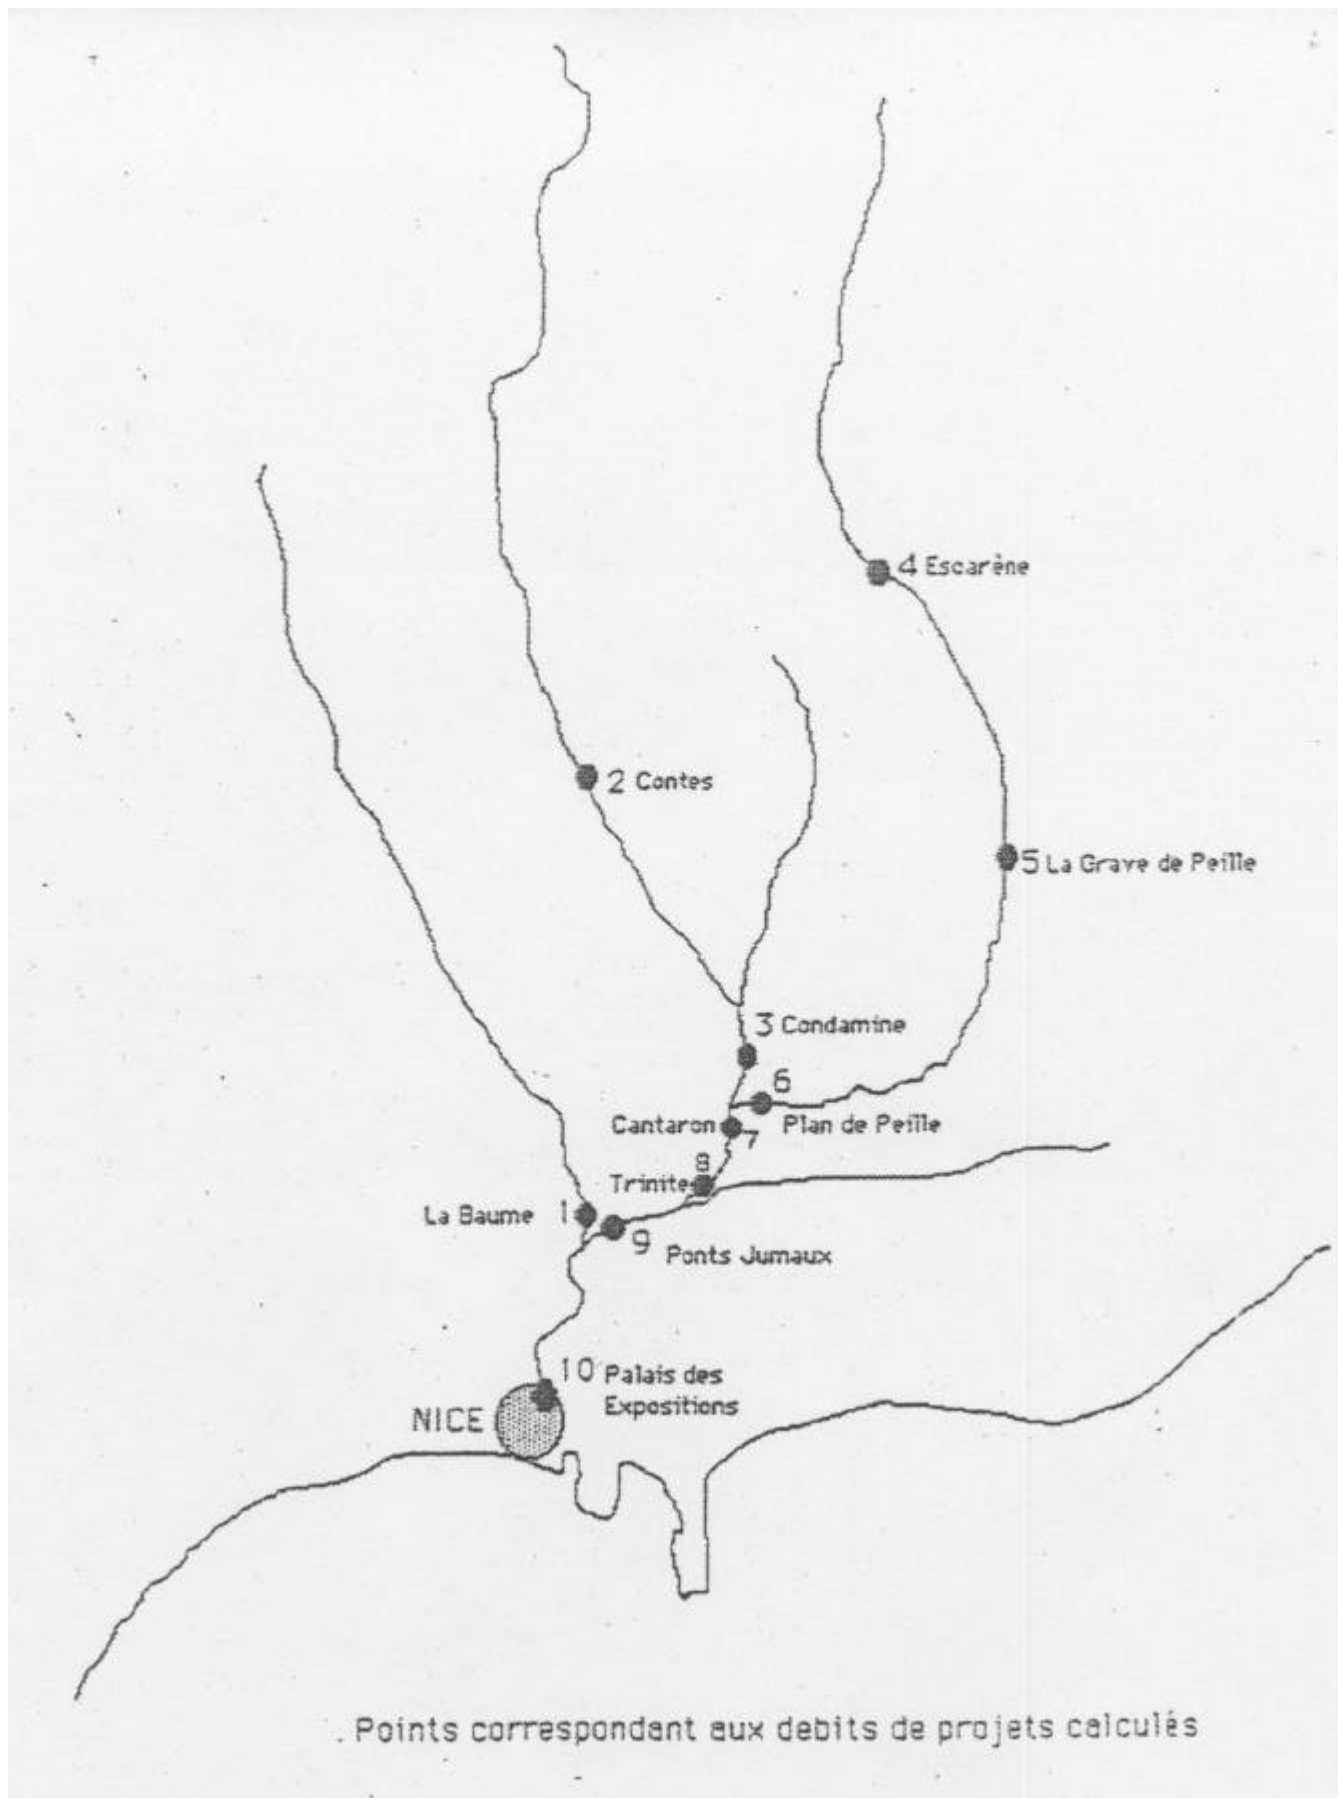 4 Escarène
2 Contes
5 La Grave de Peille
3 Condamine
6
Cantaron
7
Plan de Peille
8
Trinite
La Baume 1
9
Ponts Jumaux
10 Palais des
Expositions
NICE
. Points correspondant aux debits de projets calculés